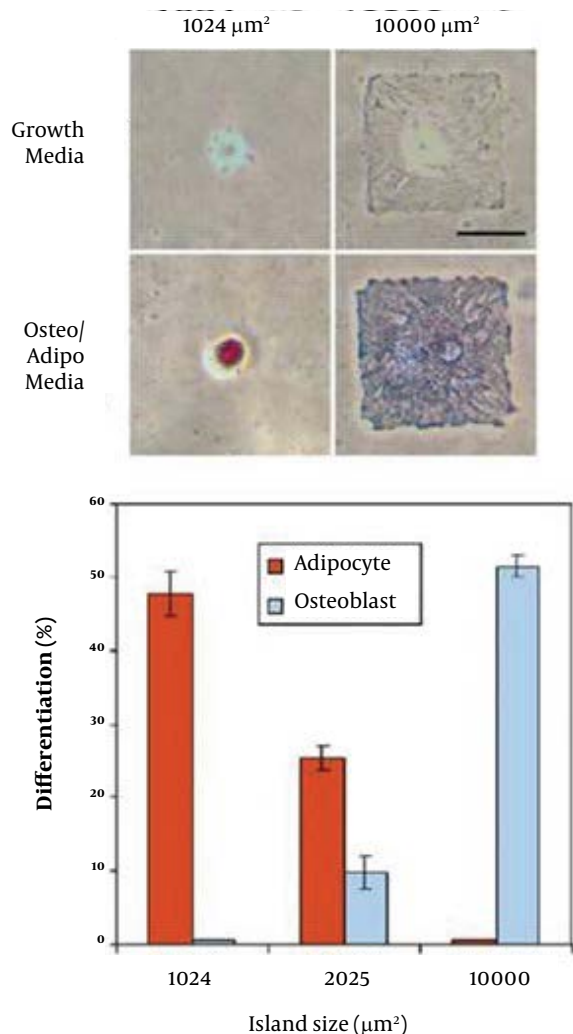 1024 µm² 10000 µm²
Growth
Media
Osteo/
Adipo
Media
60
50
40
30
20
10
0
Differentiation (%)
Adipocyte
Osteoblast
1024 2025 10000
Island size (µm²)